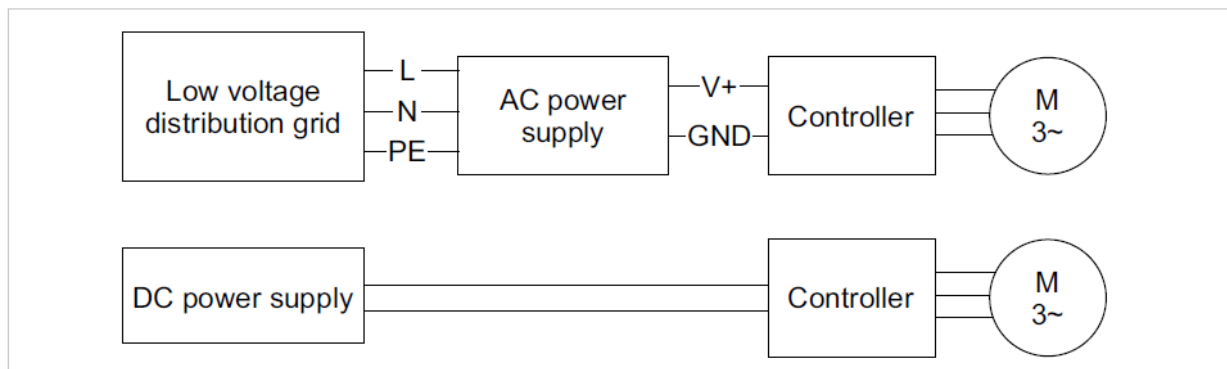 Low voltage
distribution grid
L
N
PE
AC power
supply
V+
GND
Controller
M
3~
DC power supply
Controller
M
3~